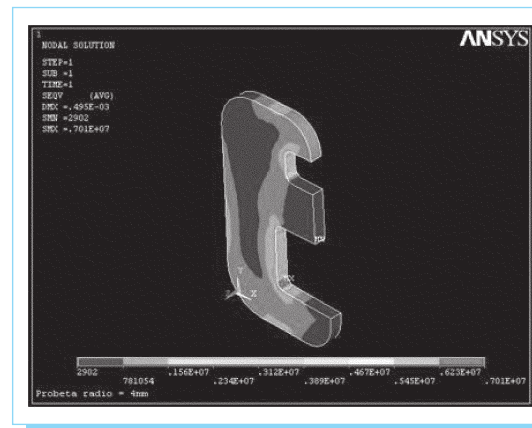 1
ANSYS
NODAL SOLUTION
STEP=1
SUB =1
TIME=1
SEQV (AVG)
DMX =.495E-03
SMN =2902
SMX =.701E+07
Y
X
MX
2902 .156E+07 .312E+07 .467E+07 .623E+07
781054 .234E+07 .389E+07 .545E+07 .701E+07
Probeta radio = 4mm